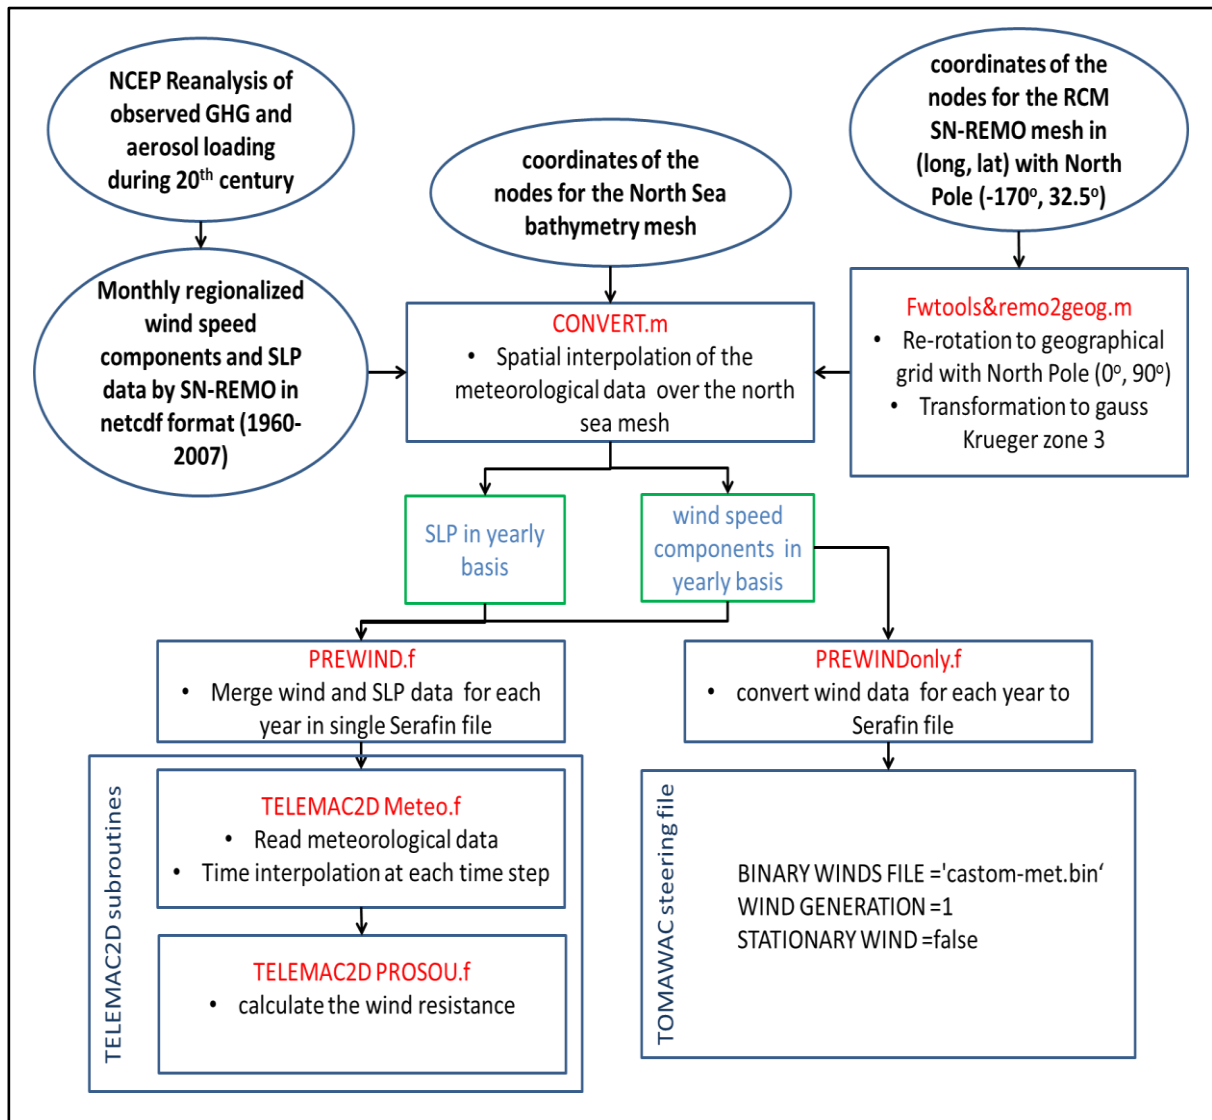 NCEP Reanalysis of
observed GHG and
aerosol loading
during 20th century
coordinates of the
nodes for the North Sea
bathymetry mesh
coordinates of the
nodes for the RCM
SN-REMO mesh in
(long, lat) with North
Pole (-170º, 32.5º)
Monthly regionalized
wind speed
components and SLP
data by SN-REMO in
netcdf format (1960-
2007)
CONVERT.m
• Spatial interpolation of the
meteorological data over the north
sea mesh
Fwtools&remo2geog.m
• Re-rotation to geographical
grid with North Pole (0º, 90º)
• Transformation to gauss
Krueger zone 3
SLP in yearly
basis
wind speed
components in
yearly basis
PREWIND.f
• Merge wind and SLP data for each
year in single Serafin file
PREWINDonly.f
• convert wind data for each year to
Serafin file
TELEMAC2D subroutines
TELEMAC2D Meteo.f
• Read meteorological data
• Time interpolation at each time step
TELEMAC2D PROSOU.f
• calculate the wind resistance
TOMAWAC steering file
BINARY WINDS FILE ='castom-met.bin‘
WIND GENERATION =1
STATIONARY WIND =false